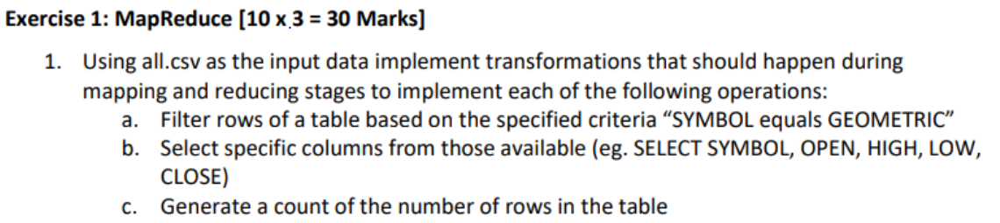 Exercise 1: MapReduce [10 x 3 = 30 Marks]
1. Using all.csv as the input data implement transformations that should happen during
mapping and reducing stages to implement each of the following operations:
a. Filter rows of a table based on the specified criteria “SYMBOL equals GEOMETRIC”
b. Select specific columns from those available (eg. SELECT SYMBOL, OPEN, HIGH, LOW,
CLOSE)
c. Generate a count of the number of rows in the table